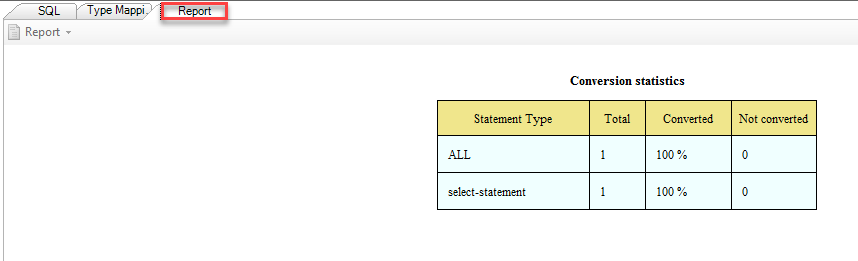 SQL Type Mappi. Report
Report
Conversion statistics
Statement Type Total Converted Not converted
ALL 1 100 % 0
select-statement 1 100 % 0